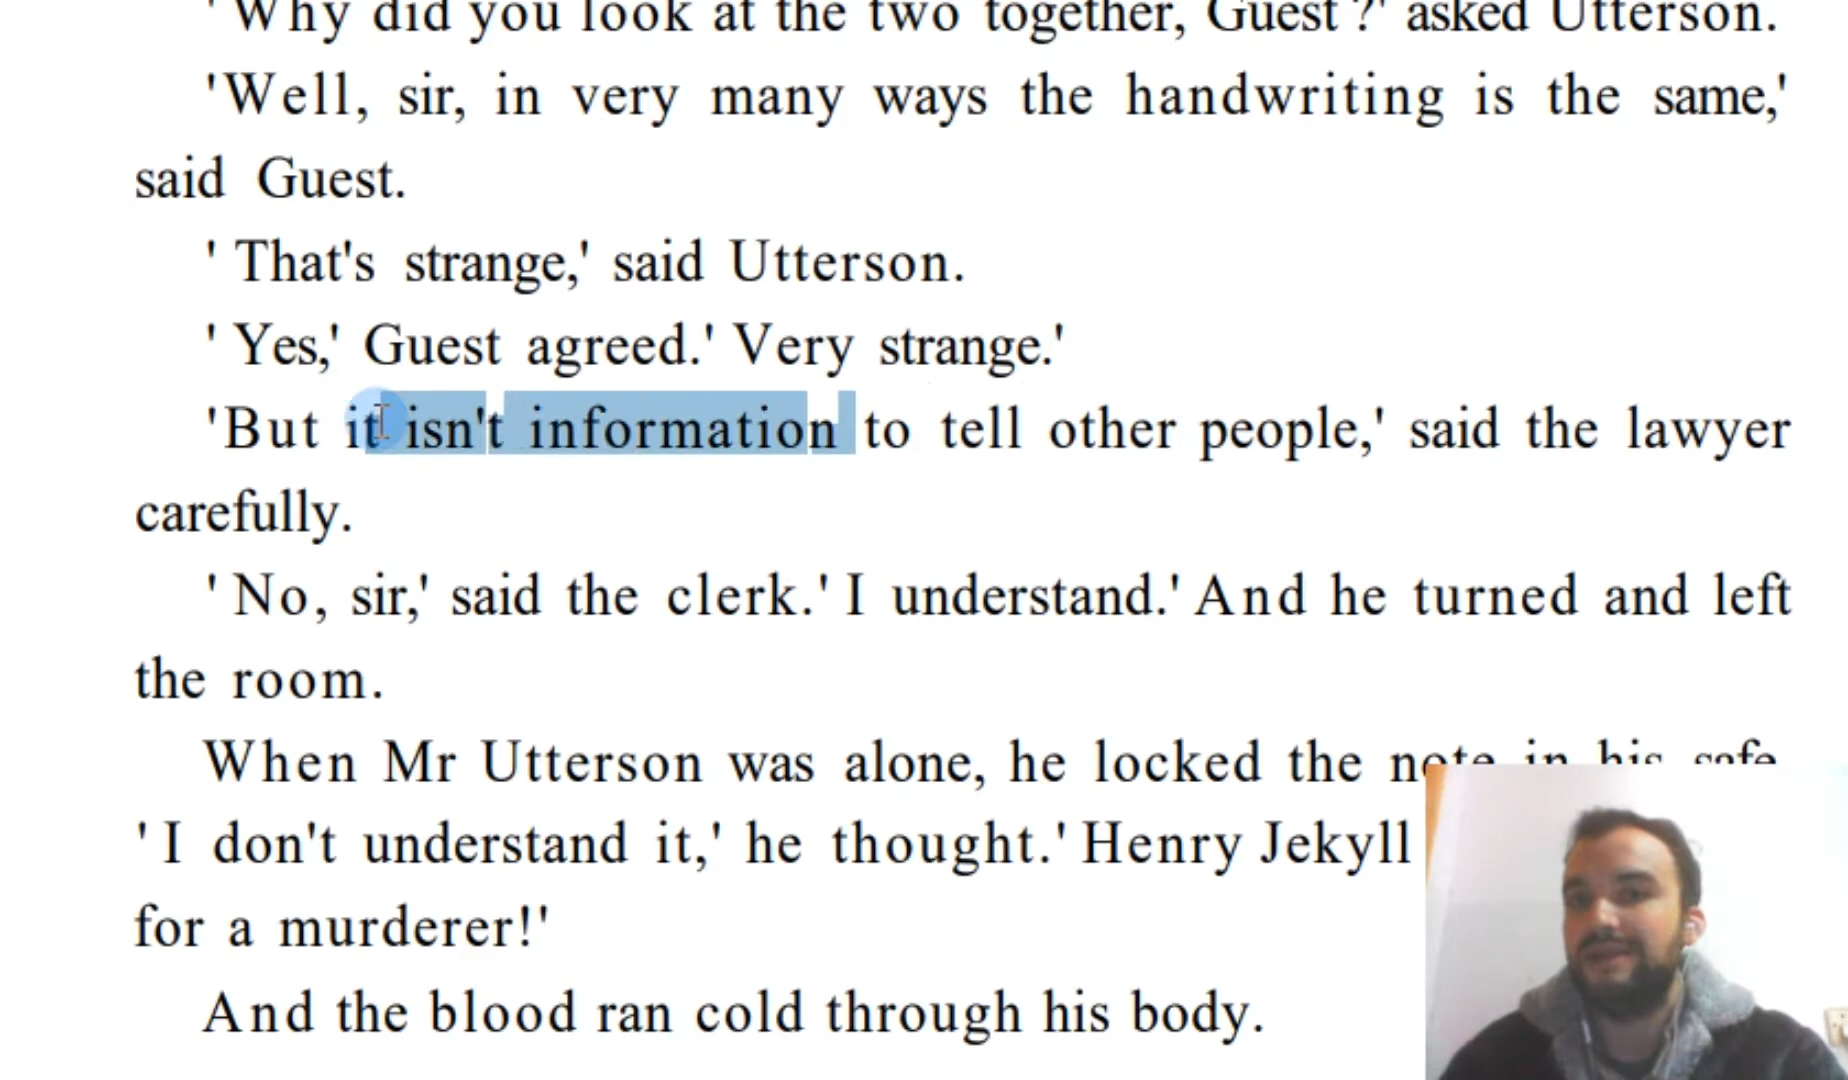 'Why did you look at the two together, Guest?' asked Utterson.
'Well, sir, in very many ways the handwriting is the same,'
said Guest.
' That's strange,' said Utterson.
' Yes,' Guest agreed.' Very strange.'
'But it isn't information to tell other people,' said the lawyer
carefully.
' No, sir,' said the clerk.' I understand.' And he turned and left
the room.
When Mr Utterson was alone, he locked the note in his safe
'I don't understand it,' he thought.' Henry Jekyll
for a murderer!'
And the blood ran cold through his body.